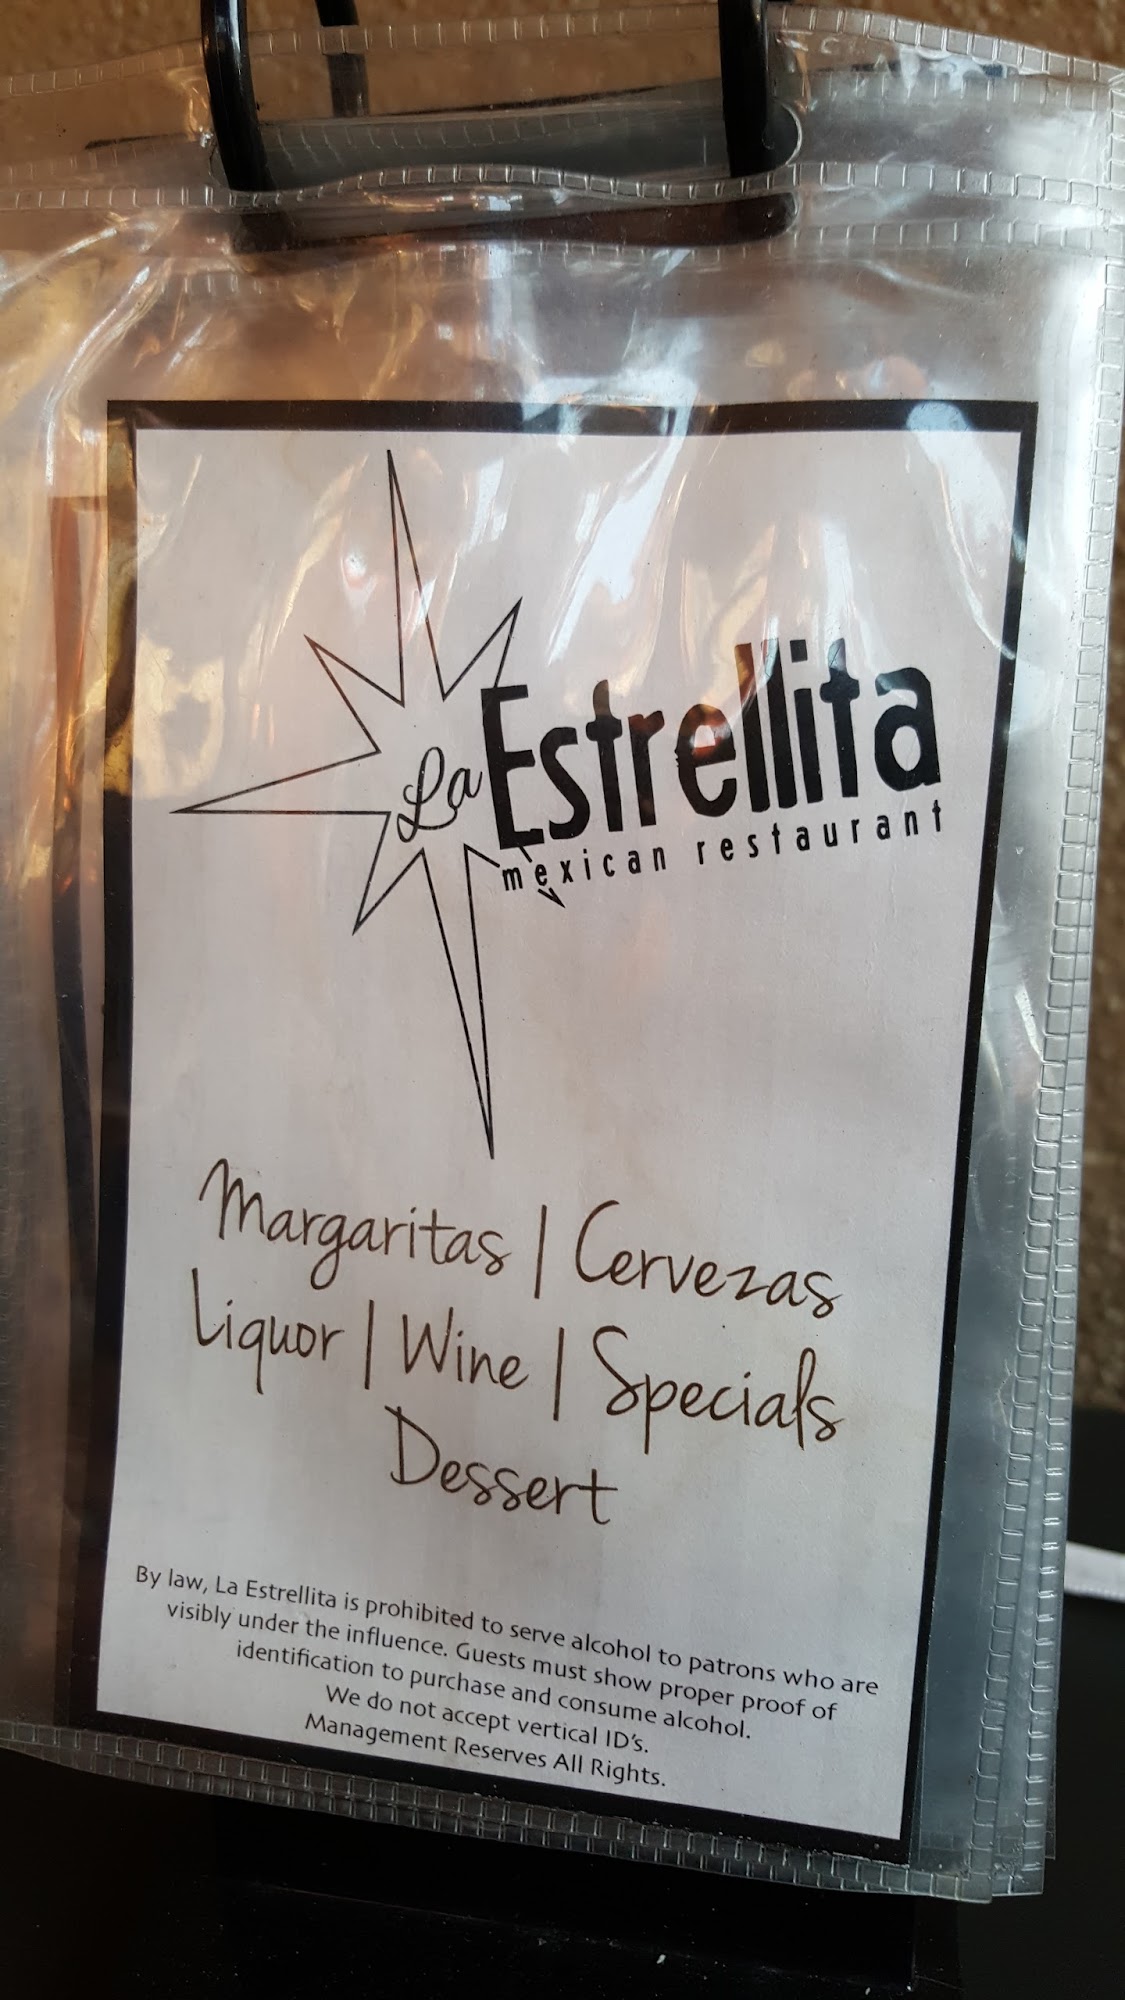 La Estrellita
mexican restaurant
Margaritas | Cervezas
Liquor | Wine | Specials
Dessert
By law, La Estrellita is prohibited to serve alcohol to patrons who are
visibly under the influence. Guests must show proper proof of
identification to purchase and consume alcohol.
We do not accept vertical ID's.
Management Reserves All Rights.